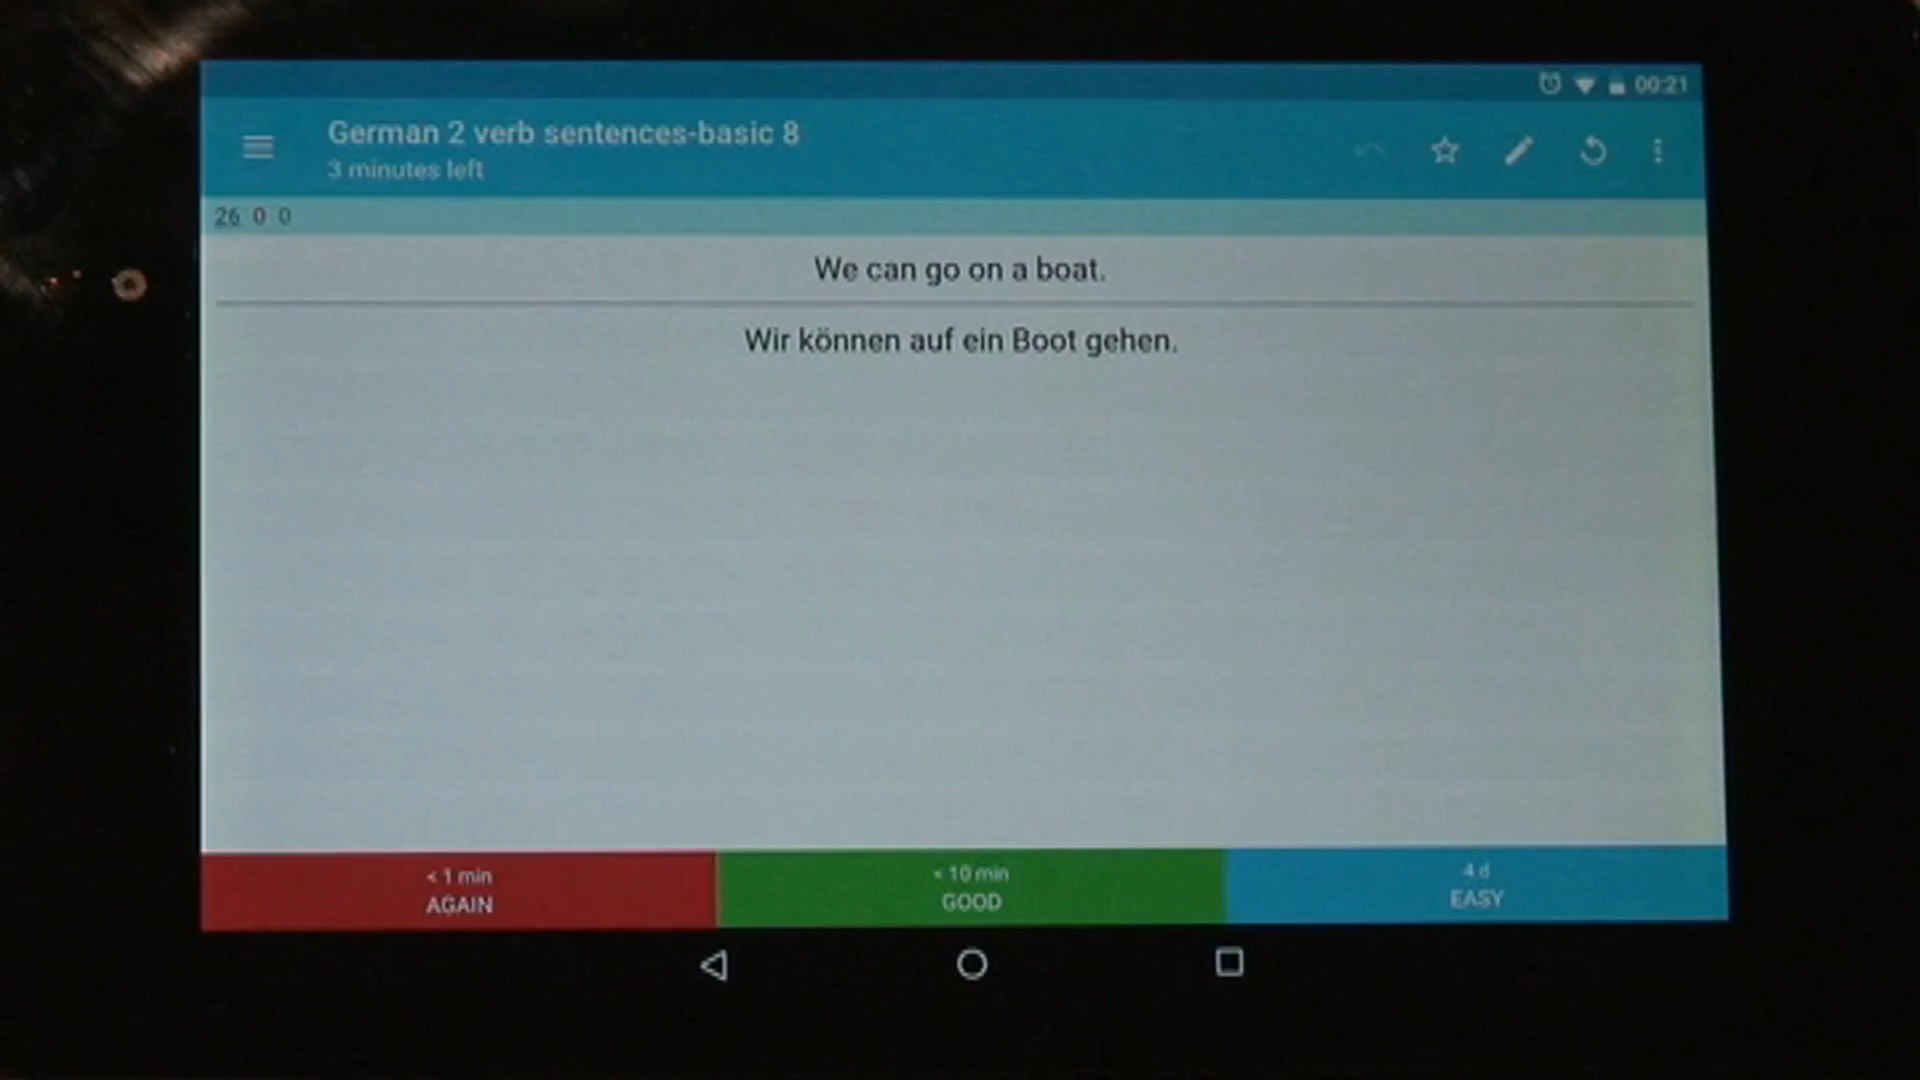 00:21
German 2 verb sentences-basic 8
3 minutes left
26 0 0
We can go on a boat.
Wir können auf ein Boot gehen.
< 1 min
AGAIN
< 10 min
GOOD
4 d
EASY